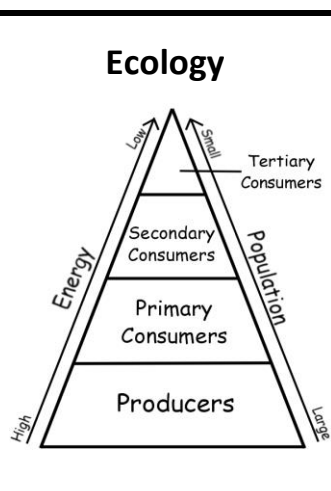 Ecology
Low
Small
Tertiary
Consumers
Secondary
Consumers
Energy
Population
Primary
Consumers
Producers
High
Large